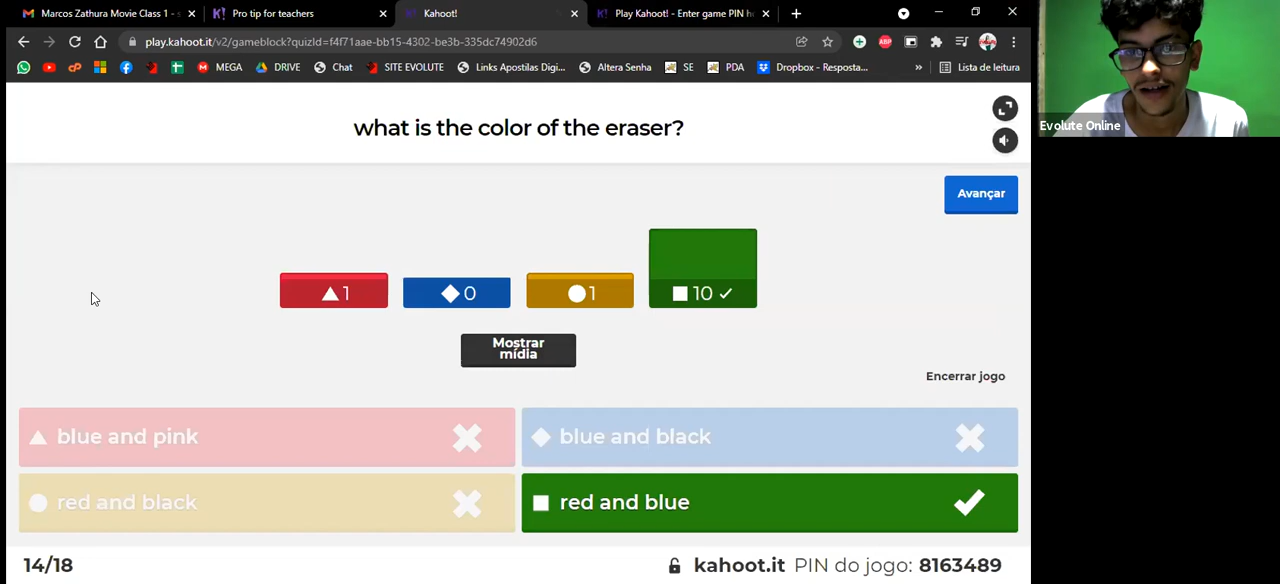 Marcos Zathura Movie Class 1 - s
Pro tip for teachers
Kahoot!
Play Kahoot! - Enter game PIN h
play.kahoot.it/v2/gameblock?quizId=f4f71aae-bb15-4302-be3b-335dc74902d6
ABP
MEGA
DRIVE
Chat
SITE EVOLUTE
Links Apostilas Digi...
Altera Senha
SE
PDA
Dropbox - Resposta...
»
Lista de leitura
Evolute Online
what is the color of the eraser?
Avançar
1
0
1
10
Mostrar
mídia
Encerrar jogo
blue and pink
blue and black
red and black
red and blue
14/18
kahoot.it PIN do jogo: 8163489